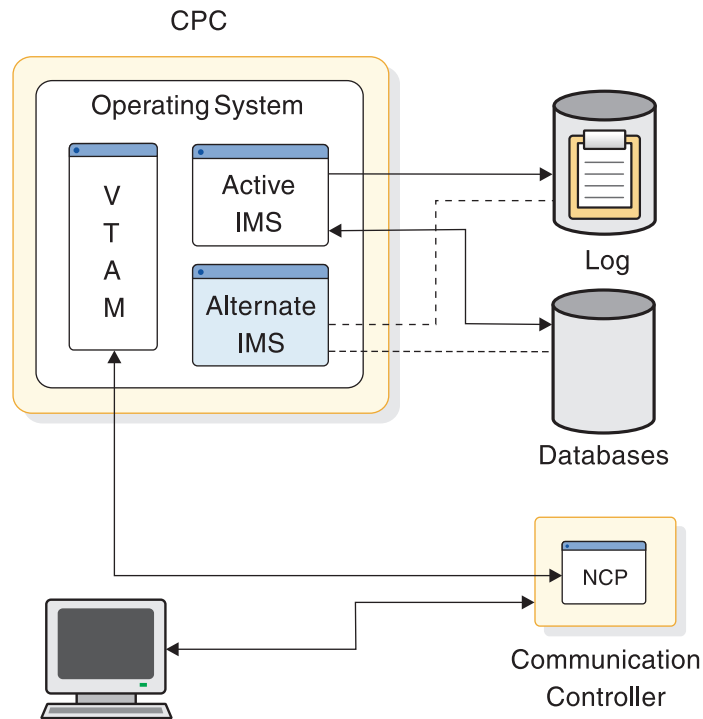 CPC
Operating System
V
T
A
M
Active
IMS
Alternate
IMS
Log
Databases
NCP
Communication
Controller